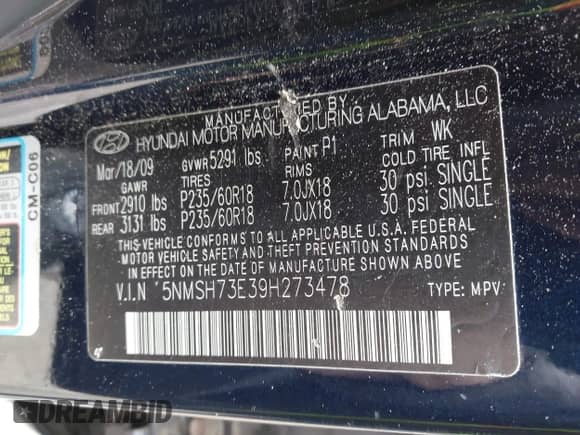 MANUFACTURED BY
HYUNDAI MOTOR MANUFACTURING ALABAMA, LLC
Mar/18/09 GVWR 5291 lbs PAINT P1 TRIM WK
GAWR TIRES RIMS COLD TIRE INFL
FRONT 2910 lbs P235/60R18 7.0JX18 30 psi SINGLE
REAR 3131 lbs P235/60R18 7.0JX18 30 psi SINGLE
THIS VEHICLE CONFORMS TO ALL APPLICABLE U.S.A. FEDERAL
MOTOR VEHICLE SAFETY AND THEFT PREVENTION STANDARDS
IN EFFECT ON THE DATE OF MANUFACTURE SHOWN ABOVE.
V.I.N 5NMSH73E39H273478 TYPE: MPV
CM-C06
DREAMBID